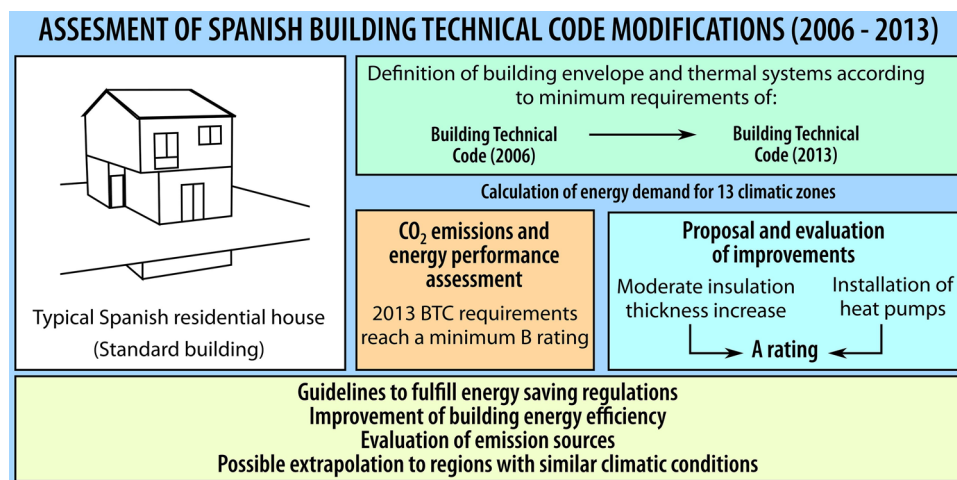 ASSESMENT OF SPANISH BUILDING TECHNICAL CODE MODIFICATIONS (2006 - 2013)
Typical Spanish residential house
(Standard building)
Definition of building envelope and thermal systems according
to minimum requirements of:
Building Technical
Code (2006)
Building Technical
Code (2013)
Calculation of energy demand for 13 climatic zones
CO₂ emissions and
energy performance
assessment
2013 BTC requirements
reach a minimum B rating
Proposal and evaluation
of improvements
Moderate insulation
thickness increase
Installation of
heat pumps
A rating
Guidelines to fulfill energy saving regulations
Improvement of building energy efficiency
Evaluation of emission sources
Possible extrapolation to regions with similar climatic conditions